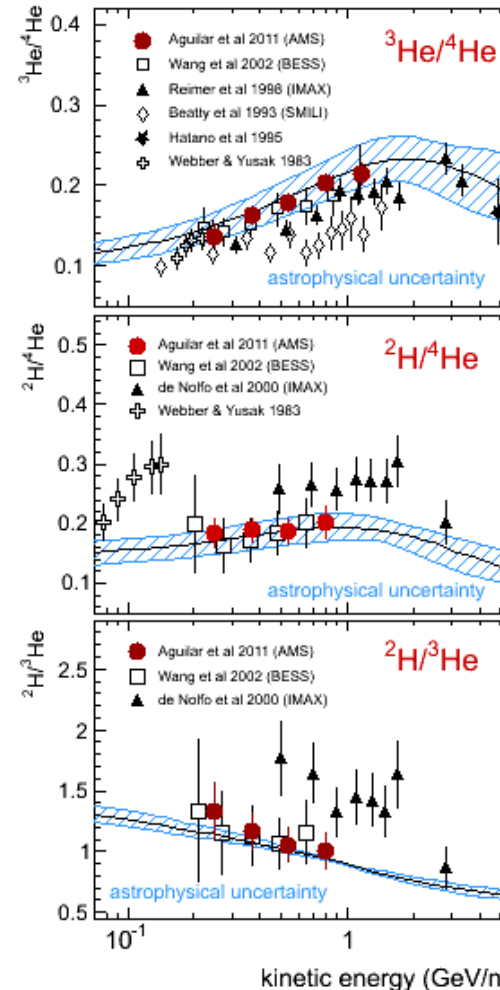 0.4
0.3
0.2
0.1
³He/⁴He
Aguilar et al 2011 (AMS)
Wang et al 2002 (BESS)
Reimer et al 1998 (IMAX)
Beatty et al 1993 (SMILI)
Hatano et al 1995
Webber & Yusak 1983
³He/⁴He
astrophysical uncertainty
0.5
0.4
0.3
0.2
0.1
²H/⁴He
Aguilar et al 2011 (AMS)
Wang et al 2002 (BESS)
de Nolfo et al 2000 (IMAX)
Webber & Yusak 1983
²H/⁴He
astrophysical uncertainty
2.5
2
1.5
1
0.5
²H/³He
Aguilar et al 2011 (AMS)
Wang et al 2002 (BESS)
de Nolfo et al 2000 (IMAX)
²H/³He
astrophysical uncertainty
10⁻¹
1
kinetic energy (GeV/n